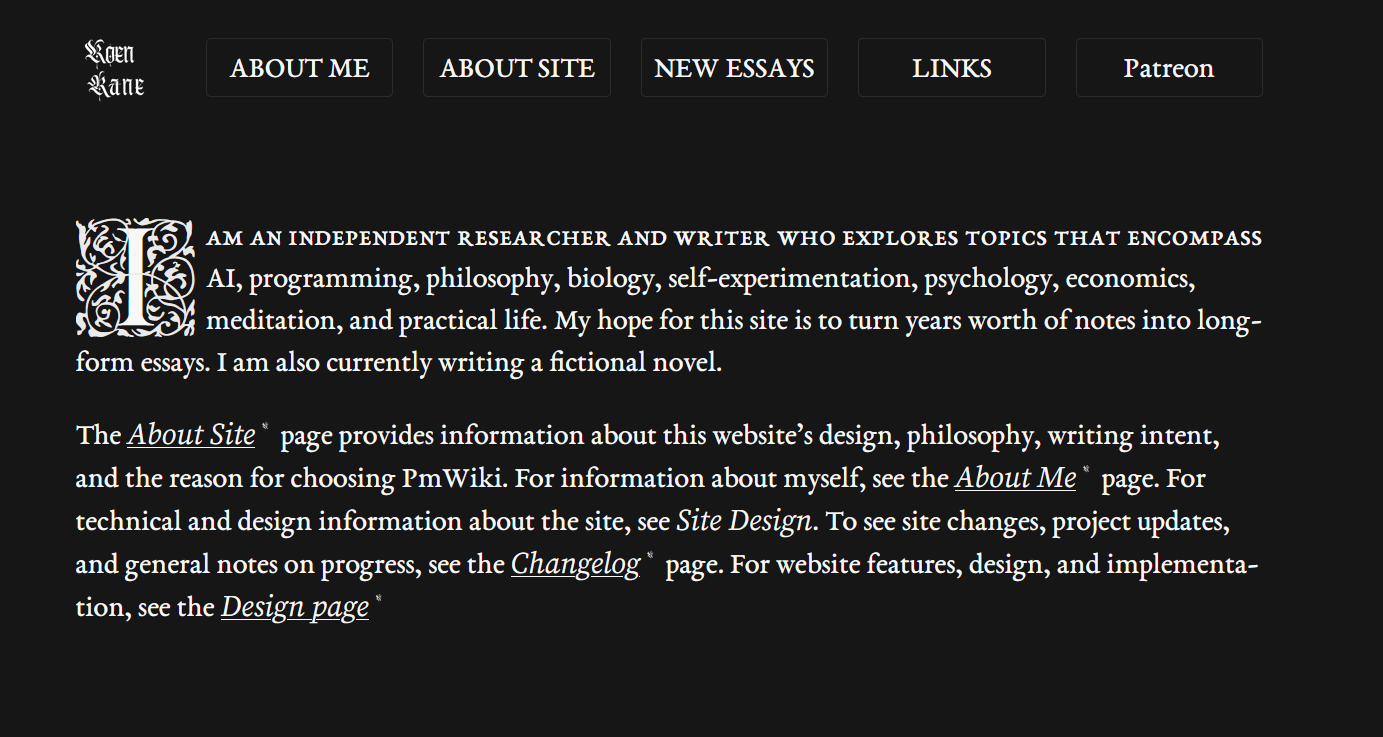 Koen
Kane
ABOUT ME
ABOUT SITE
NEW ESSAYS
LINKS
Patreon
I AM AN INDEPENDENT RESEARCHER AND WRITER WHO EXPLORES TOPICS THAT ENCOMPASS
AI, programming, philosophy, biology, self-experimentation, psychology, economics,
meditation, and practical life. My hope for this site is to turn years worth of notes into long-
form essays. I am also currently writing a fictional novel.
The About Site page provides information about this website’s design, philosophy, writing intent,
and the reason for choosing PmWiki. For information about myself, see the About Me page. For
technical and design information about the site, see Site Design. To see site changes, project updates,
and general notes on progress, see the Changelog page. For website features, design, and implementa-
tion, see the Design page